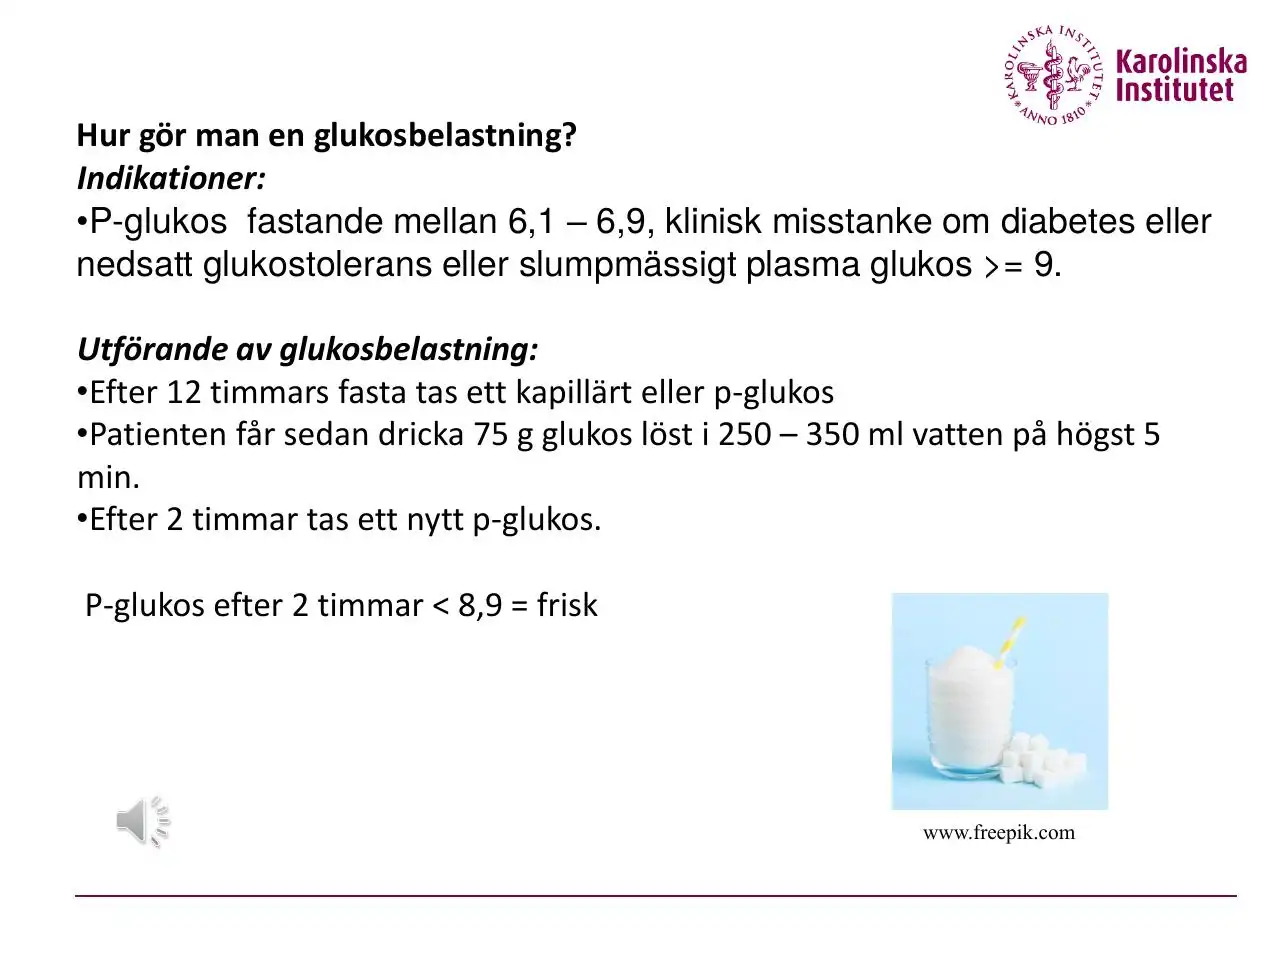 KAROLINSKA INSTITUTET
ANNO 1810
Karolinska
Institutet
Hur gör man en glukosbelastning?
Indikationer:
•P-glukos  fastande mellan 6,1 – 6,9, klinisk misstanke om diabetes eller
nedsatt glukostolerans eller slumpmässigt plasma glukos >= 9.
Utförande av glukosbelastning:
•Efter 12 timmars fasta tas ett kapillärt eller p-glukos
•Patienten får sedan dricka 75 g glukos löst i 250 – 350 ml vatten på högst 5
min.
•Efter 2 timmar tas ett nytt p-glukos.
P-glukos efter 2 timmar < 8,9 = frisk
www.freepik.com